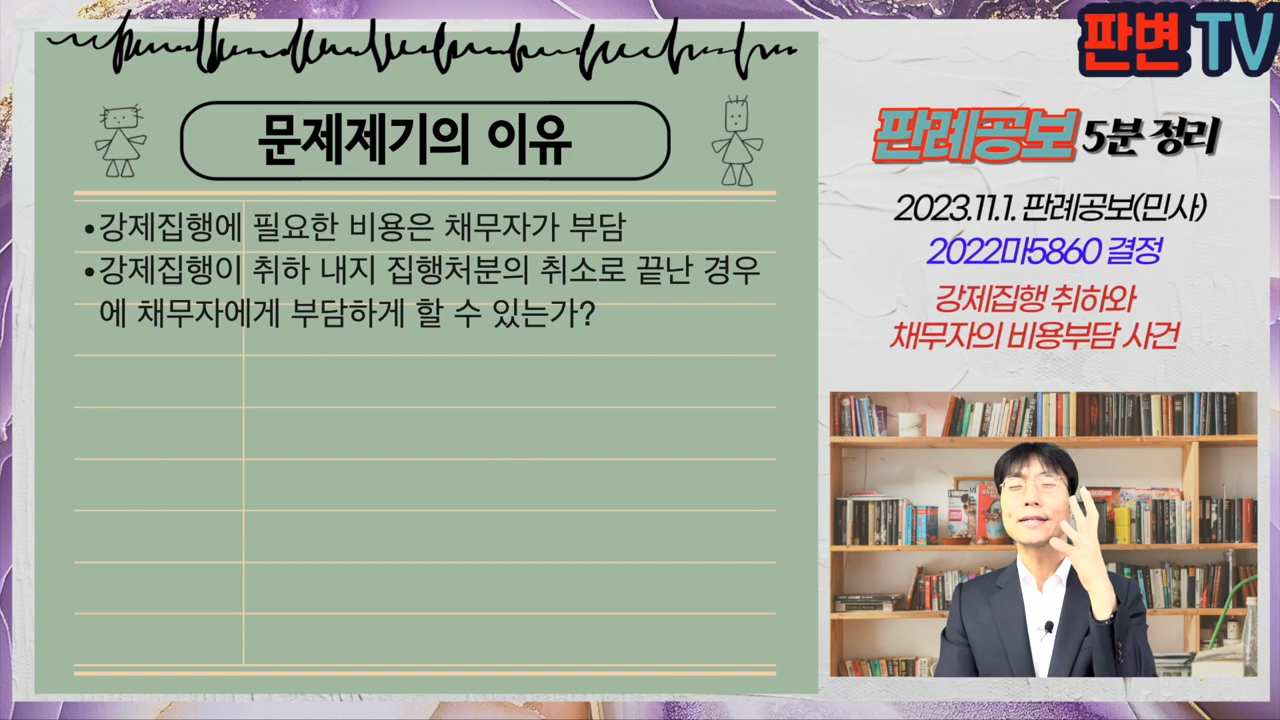 판변 TV
문제제기의 이유
•강제집행에 필요한 비용은 채무자가 부담
•강제집행이 취하 내지 집행처분의 취소로 끝난 경우
에 채무자에게 부담하게 할 수 있는가?
판례공보 5분 정리
2023.11.1. 판례공보(민사)
2022마5860 결정
강제집행 취하와
채무자의 비용부담 사건